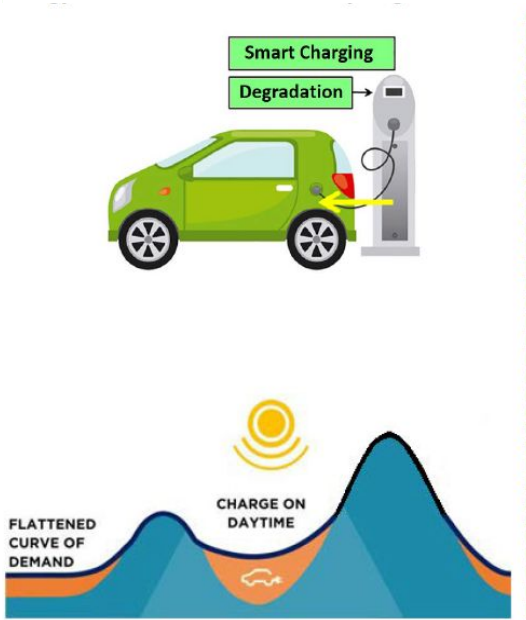 Smart Charging
Degradation
CHARGE ON
DAYTIME
FLATTENED
CURVE OF
DEMAND